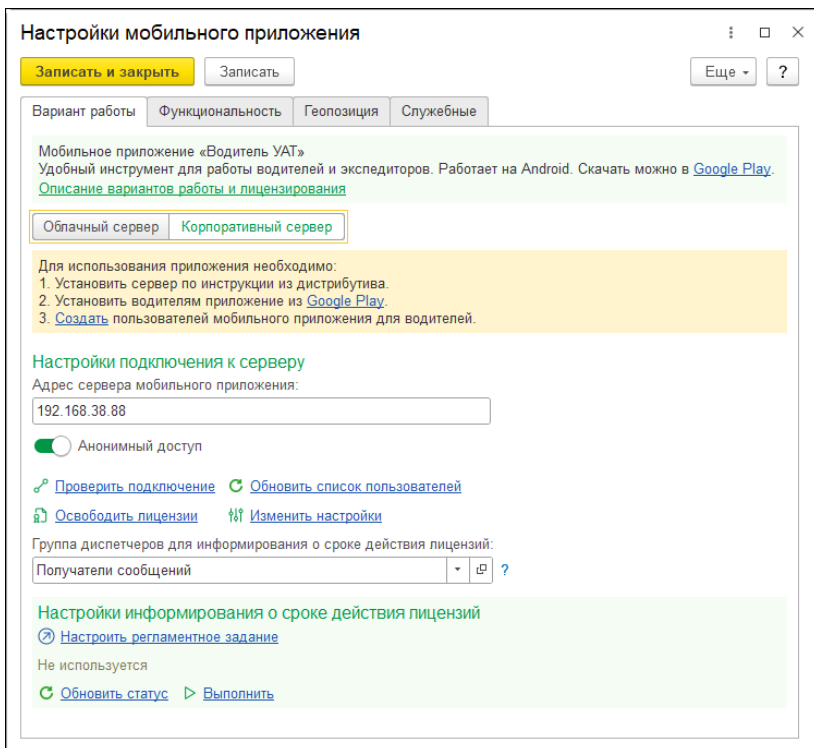 Настройки мобильного приложения
Записать и закрыть Записать Еще ?
Вариант работы Функциональность Геопозиция Служебные
Мобильное приложение «Водитель УАТ»
Удобный инструмент для работы водителей и экспедиторов. Работает на Android. Скачать можно в Google Play.
Описание вариантов работы и лицензирования
Облачный сервер Корпоративный сервер
Для использования приложения необходимо:
1. Установить сервер по инструкции из дистрибутива.
2. Установить водителям приложение из Google Play.
3. Создать пользователей мобильного приложения для водителей.
Настройки подключения к серверу
Адрес сервера мобильного приложения:
192.168.38.88
Анонимный доступ
Проверить подключение Обновить список пользователей
Освободить лицензии Изменить настройки
Группа диспетчеров для информирования о сроке действия лицензий:
Получатели сообщений ?
Настройки информирования о сроке действия лицензий
Настроить регламентное задание
Не используется
Обновить статус Выполнить